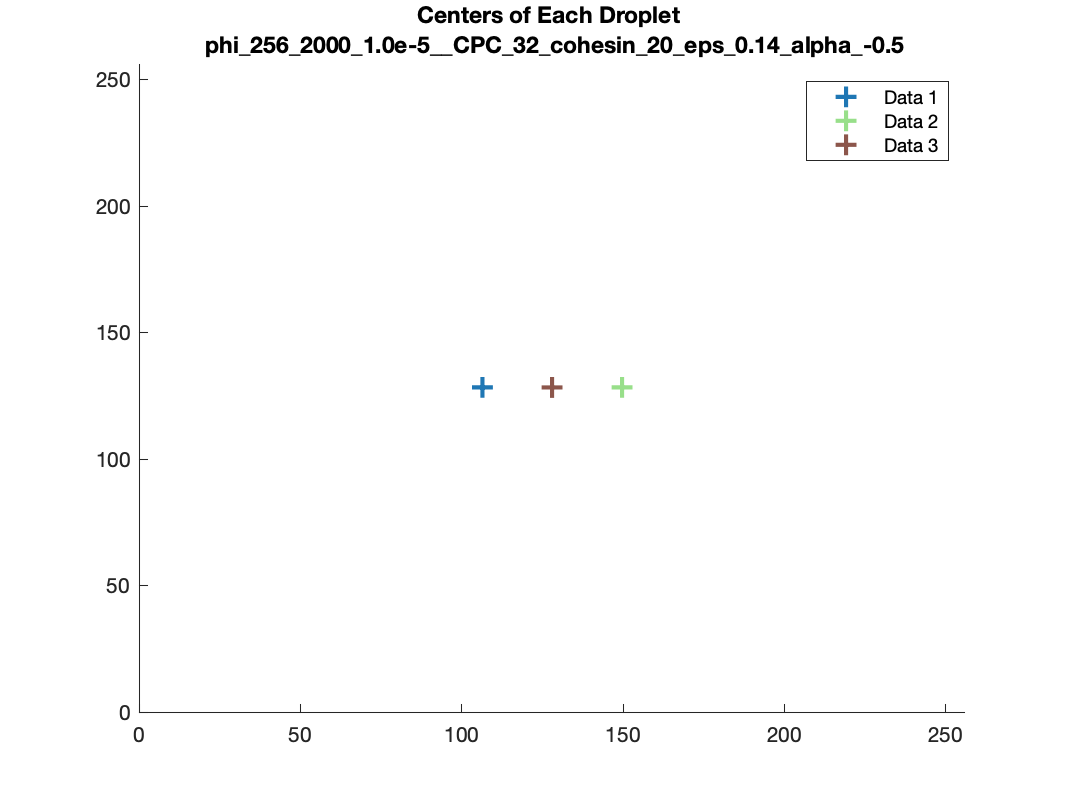 Centers of Each Droplet
phi_256_2000_1.0e-5__CPC_32_cohesin_20_eps_0.14_alpha_-0.5
250
200
150
100
50
0
0 50 100 150 200 250
Data 1
Data 2
Data 3